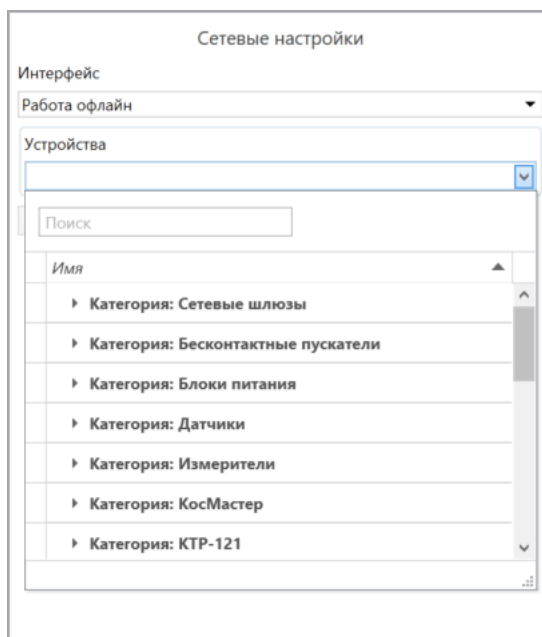 Сетевые настройки
Интерфейс
Работа офлайн
Устройства
Поиск
Имя
Категория: Сетевые шлюзы
Категория: Бесконтактные пускатели
Категория: Блоки питания
Категория: Датчики
Категория: Измерители
Категория: КосМастер
Категория: КТР-121